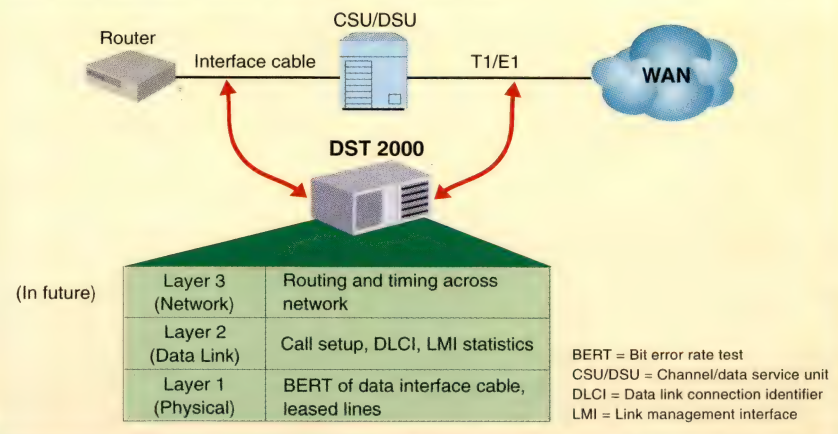 CSU/DSU
Router
Interface cable
T1/E1
WAN
DST 2000
(In future)
Layer 3
(Network)
Routing and timing across
network
Layer 2
(Data Link)
Call setup, DLCI, LMI statistics
Layer 1
(Physical)
BERT of data interface cable,
leased lines
BERT = Bit error rate test
CSU/DSU = Channel/data service unit
DLCI = Data link connection identifier
LMI = Link management interface